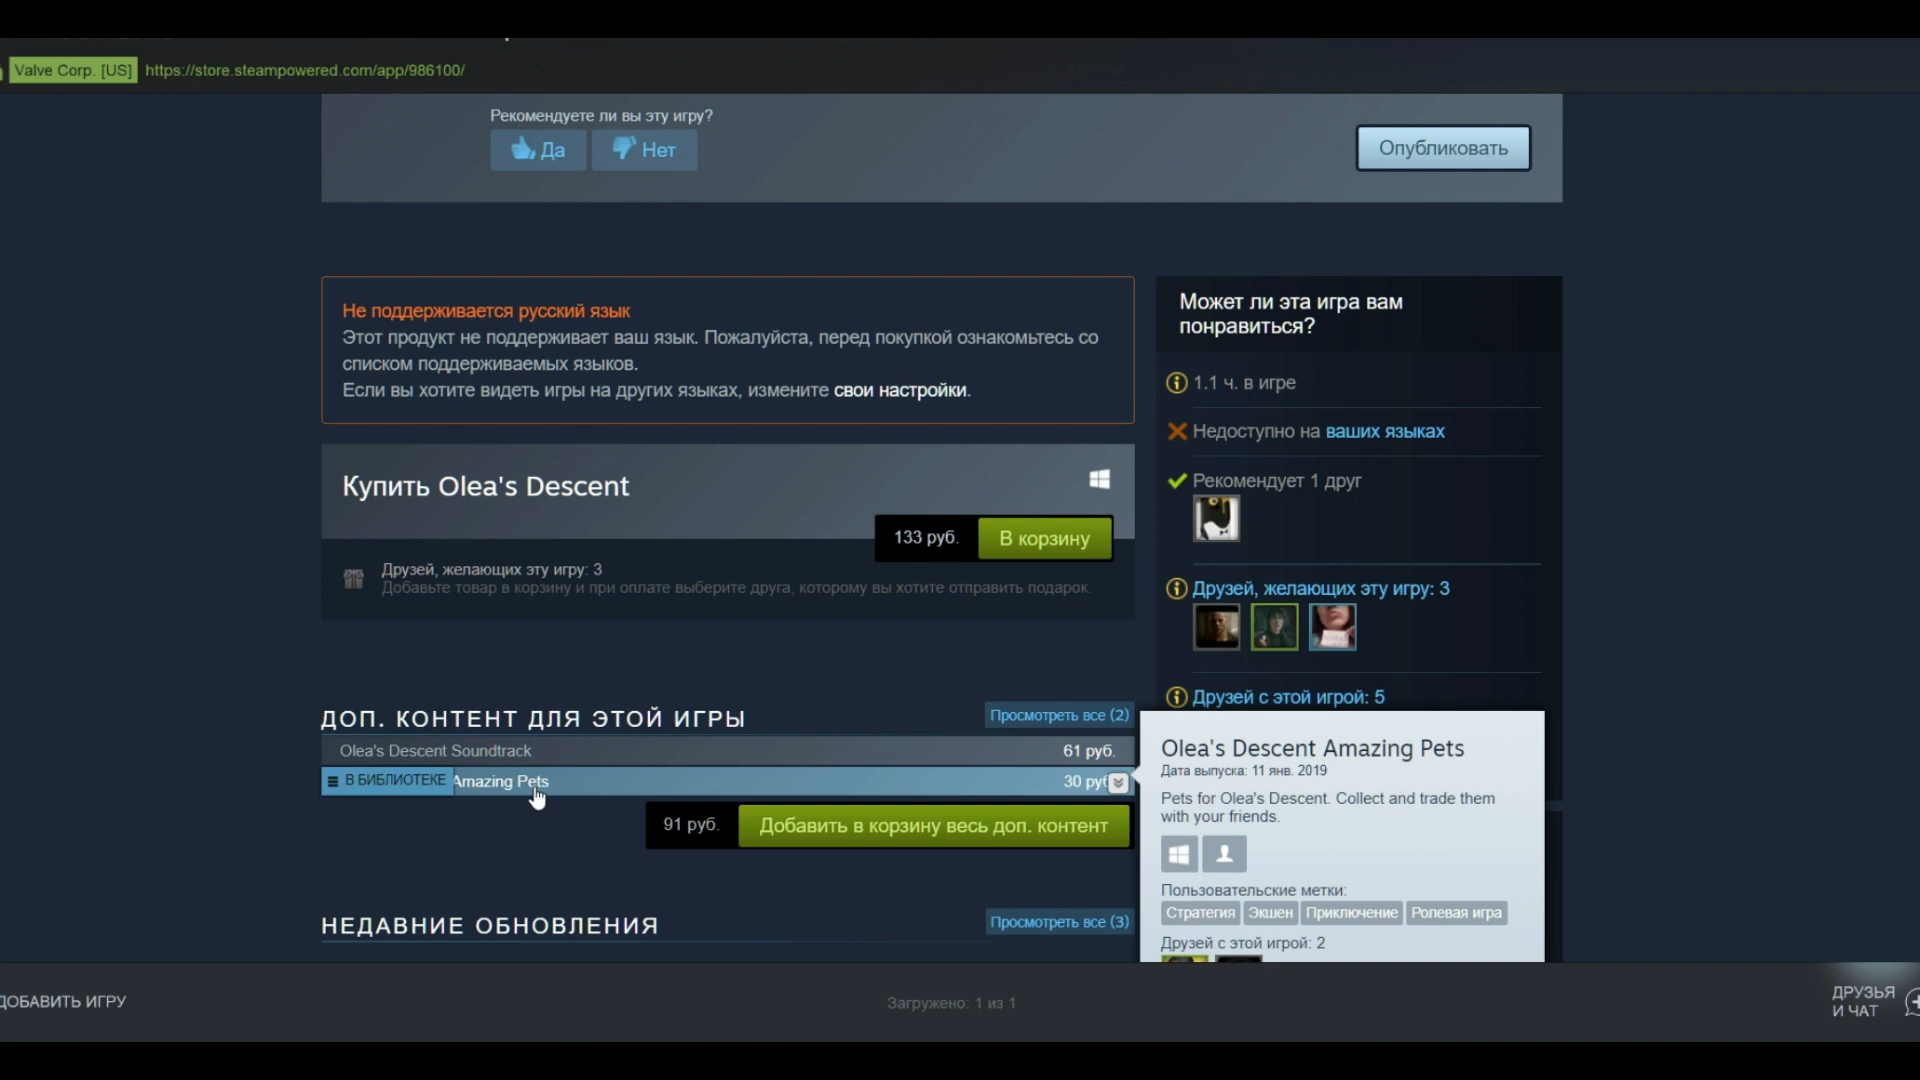 Valve Corp. [US] https://store.steampowered.com/app/986100/
Рекомендуете ли вы эту игру?
Да
Нет
Опубликовать
Не поддерживается русский язык
Этот продукт не поддерживает ваш язык. Пожалуйста, перед покупкой ознакомьтесь со
списком поддерживаемых языков.
Если вы хотите видеть игры на других языках, измените свои настройки.
Купить Olea's Descent
133 руб.
В корзину
Друзей, желающих эту игру: 3
Добавьте товар в корзину и при оплате выберите друга, которому вы хотите отправить подарок.
ДОП. КОНТЕНТ ДЛЯ ЭТОЙ ИГРЫ
Просмотреть все (2)
Olea's Descent Soundtrack
61 руб.
В БИБЛИОТЕКЕ
Amazing Pets
30 руб
91 руб.
Добавить в корзину весь доп. контент
НЕДАВНИЕ ОБНОВЛЕНИЯ
Просмотреть все (3)
Может ли эта игра вам
понравиться?
1.1 ч. в игре
Недоступно на ваших языках
Рекомендует 1 друг
Друзей, желающих эту игру: 3
Друзей с этой игрой: 5
Olea's Descent Amazing Pets
Дата выпуска: 11 янв. 2019
Pets for Olea's Descent. Collect and trade them
with your friends.
Пользовательские метки:
Стратегия
Экшен
Приключение
Ролевая игра
Друзей с этой игрой: 2
ДОБАВИТЬ ИГРУ
Загружено: 1 из 1
ДРУЗЬЯ
И ЧАТ